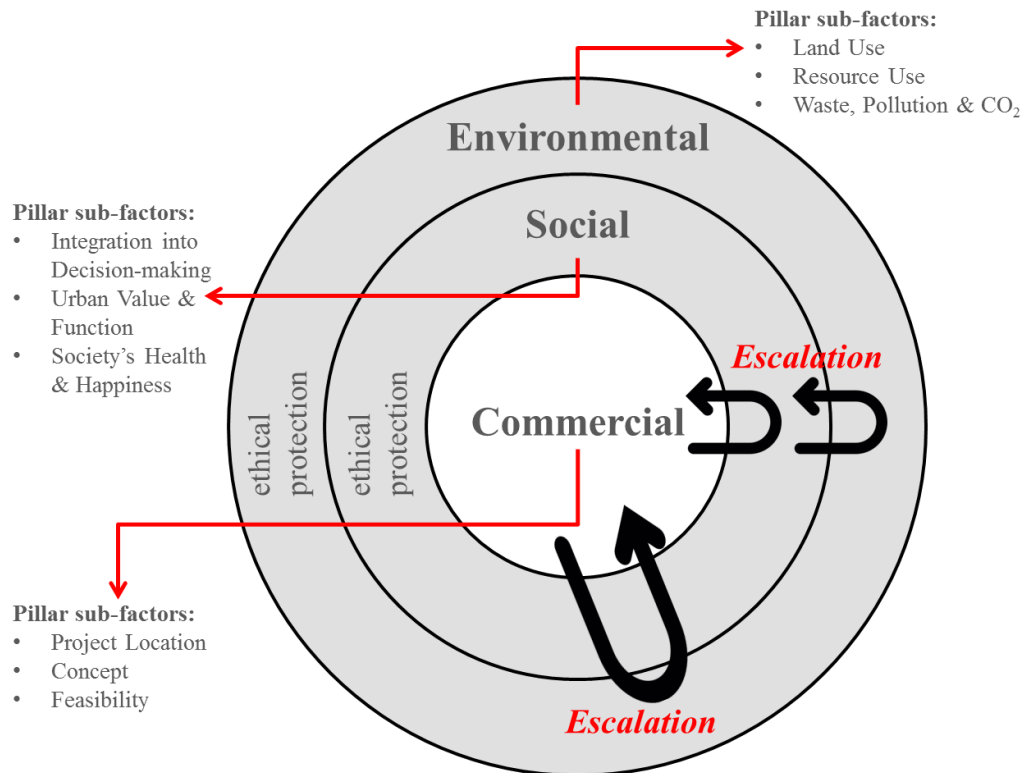 Pillar sub-factors:
• Land Use
• Resource Use
• Waste, Pollution & CO₂
Environmental
Social
Pillar sub-factors:
• Integration into
Decision-making
• Urban Value &
Function
• Society's Health
& Happiness
Escalation
Commercial
ethical
protection
ethical
protection
Pillar sub-factors:
• Project Location
• Concept
• Feasibility
Escalation